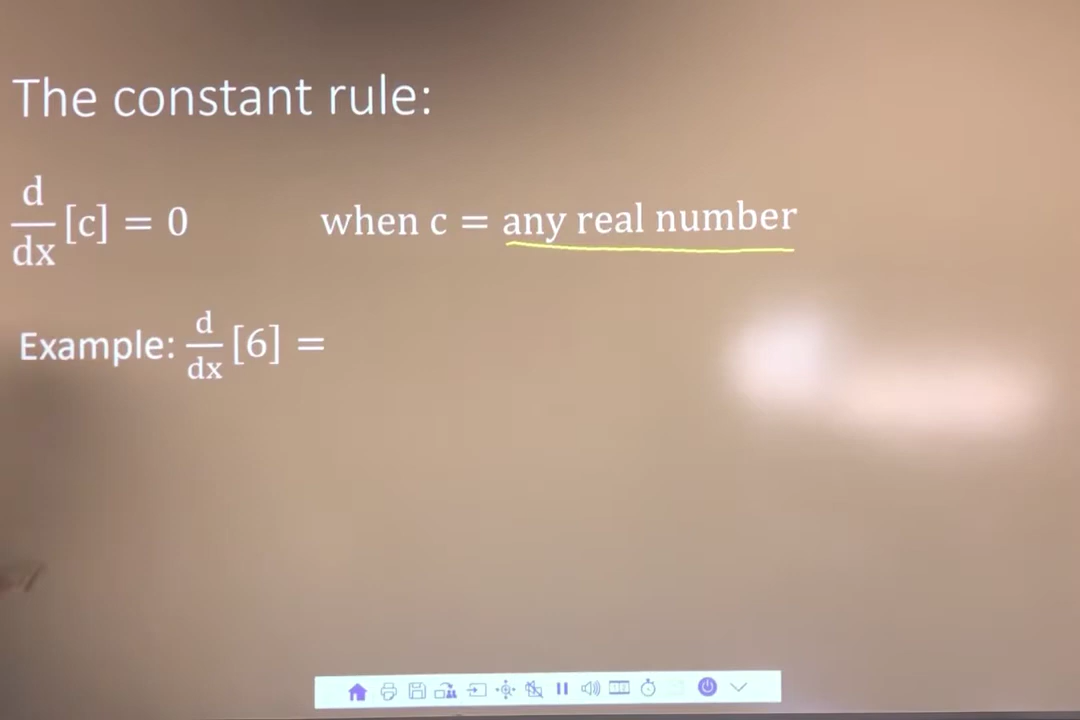 The constant rule:
d/dx [c] = 0 when c = any real number
Example: d/dx [6] =